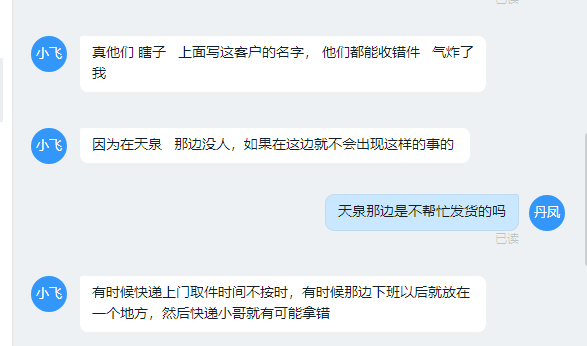 已读
小飞
真他们 瞎子 上面写这客户的名字， 他们都能收错件 气炸了
我
小飞
因为在天泉 那边没人，如果在这边就不会出现这样的事的
天泉那边是不帮忙发货的吗
丹凤
已读
小飞
有时候快递上门取件时间不按时，有时候那边下班以后就放在
一个地方，然后快递小哥就有可能拿错